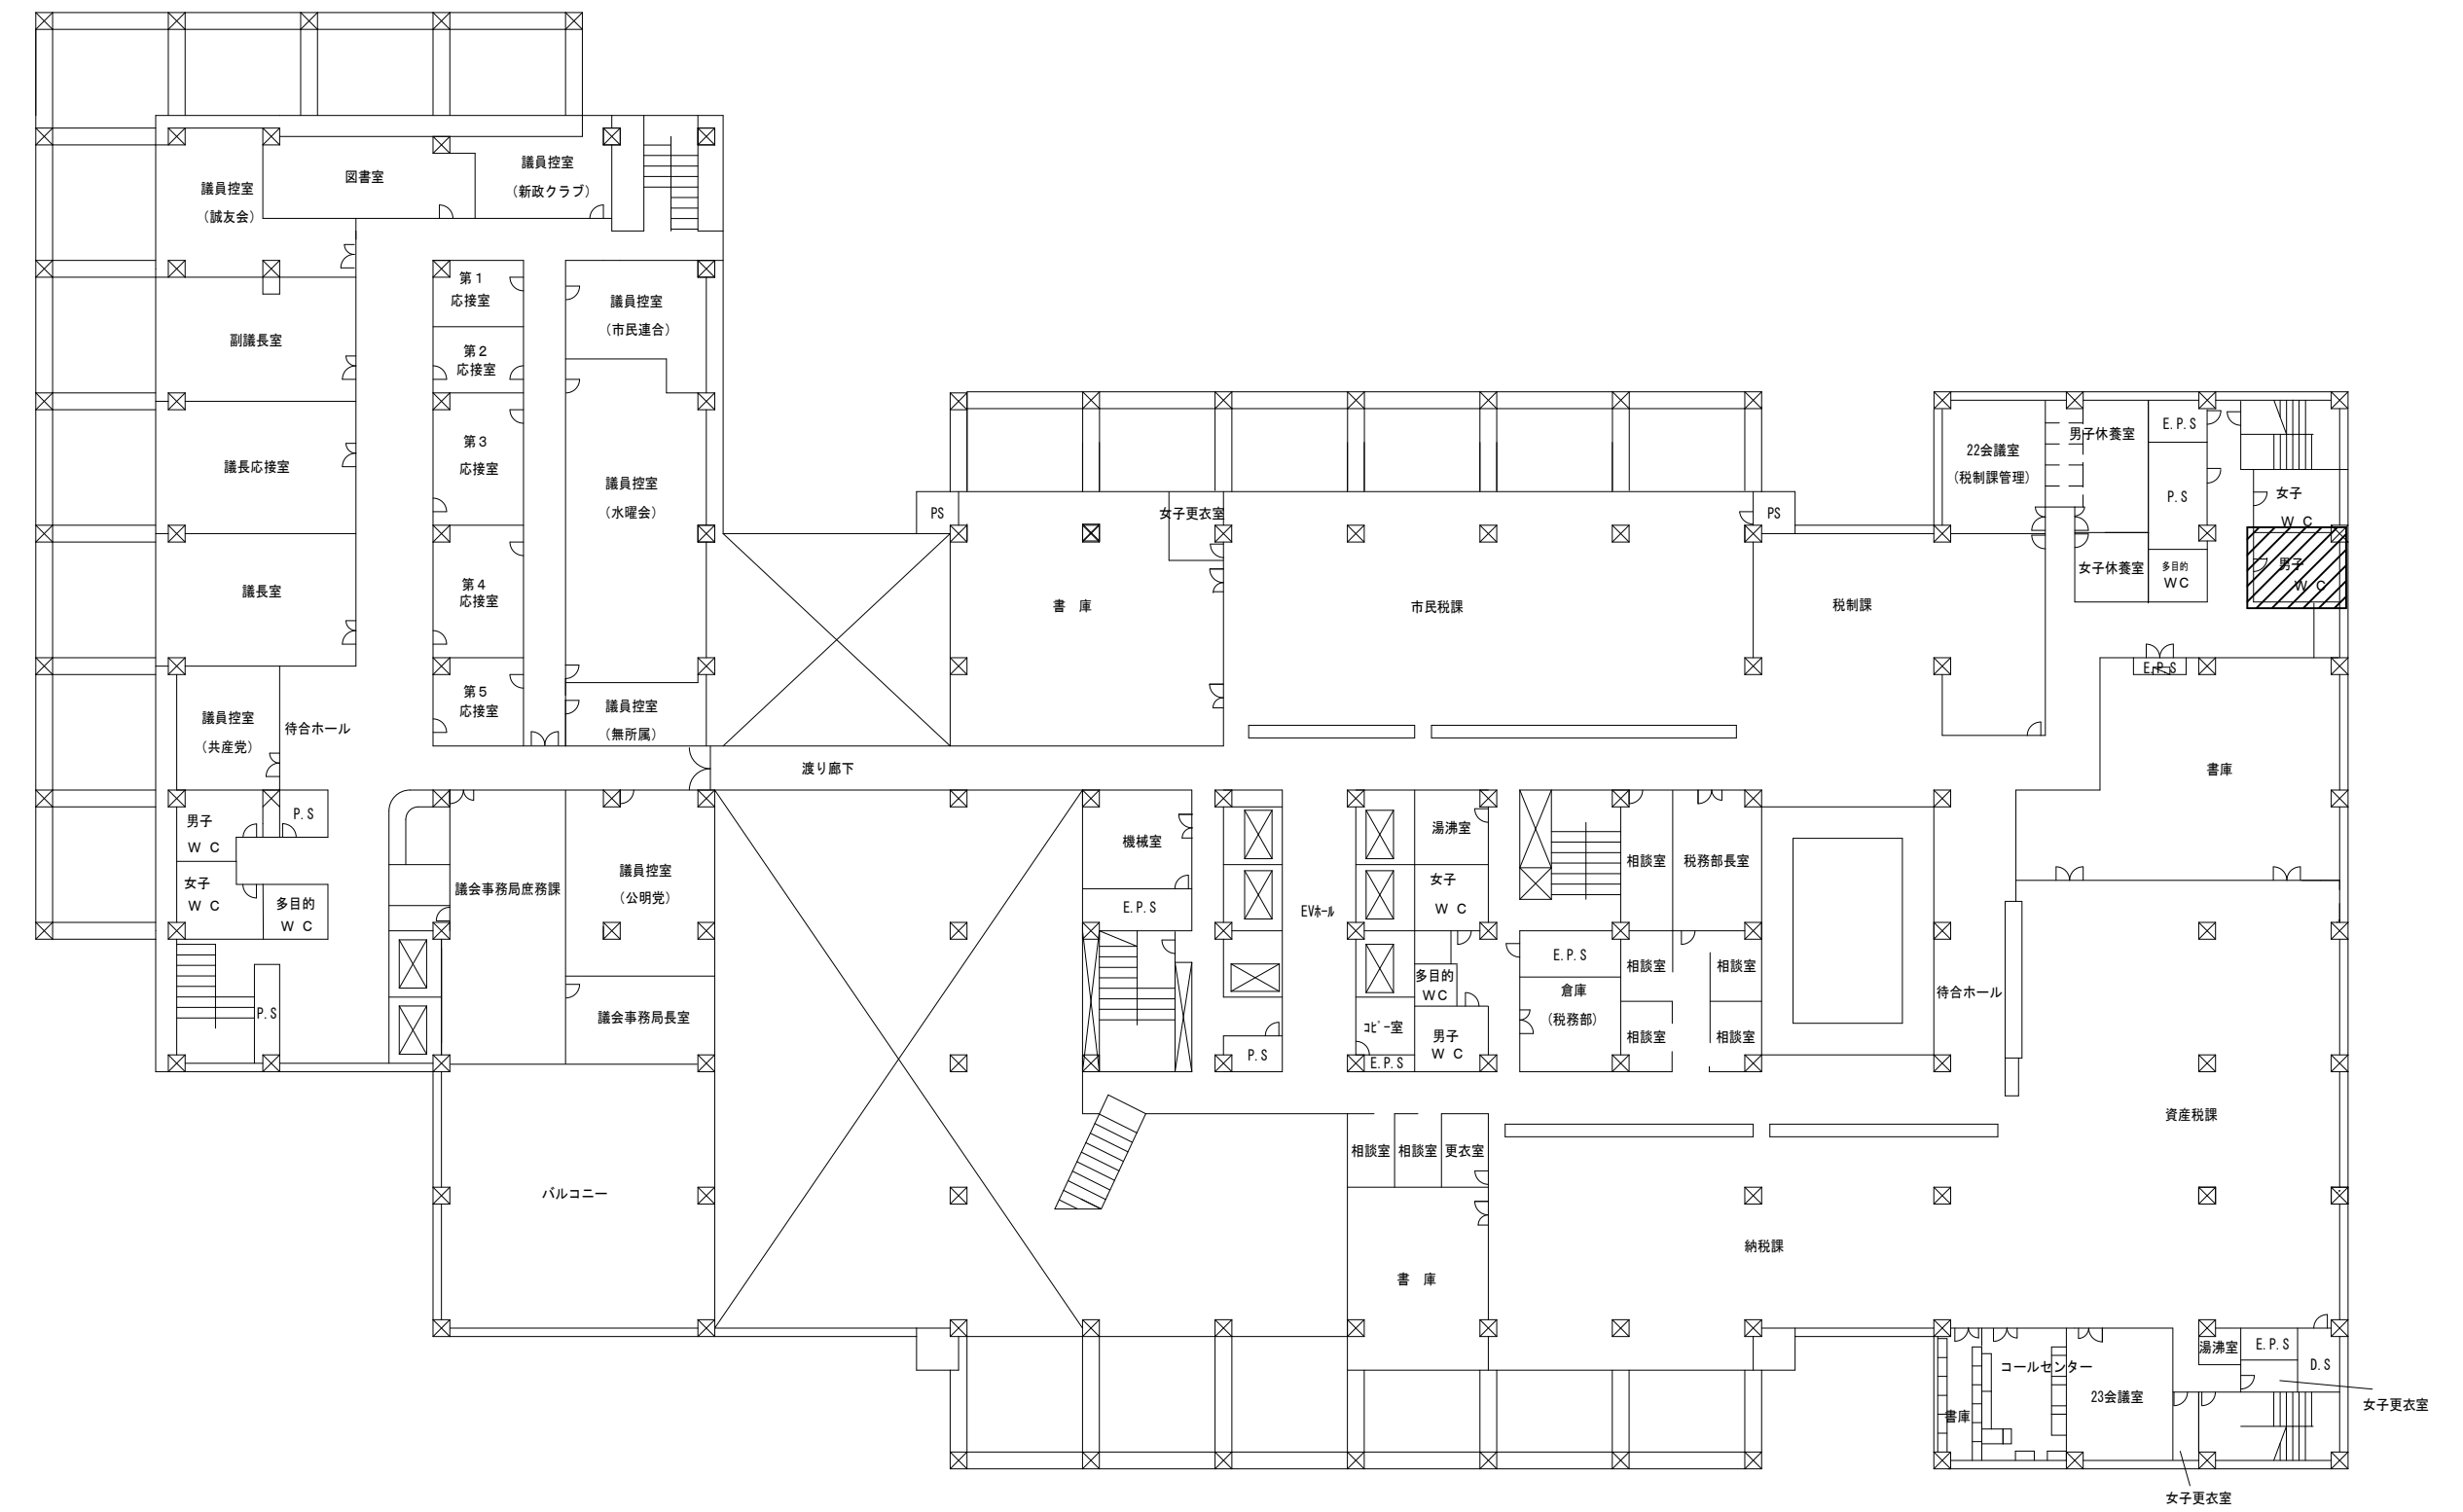 議員控室
（新政クラブ）
図書室
議員控室
（誠友会）
第１
応接室
議員控室
（市民連合）
副議長室
第２
応接室
第３
応接室
議長応接室
議員控室
（水曜会）
議長室
第４
応接室
第５
応接室
議員控室
（無所属）
議員控室
（共産党）
待合ホール
渡り廊下
男子
ＷＣ
P.S
女子
ＷＣ
多目的
ＷＣ
P.S
議会事務局庶務課
議員控室
（公明党）
議会事務局長室
バルコニー
PS
女子更衣室
書　庫
市民税課
PS
税制課
22会議室
（税制課管理）
男子休養室
E.P.S
P.S
女子
ＷＣ
女子休養室
多目的
ＷＣ
男子
ＷＣ
E.P.S
書庫
機械室
E.P.S
EVﾎｰﾙ
P.S
湯沸室
女子
ＷＣ
多目的
ＷＣ
ｺﾋﾟｰ室
男子
ＷＣ
E.P.S
相談室
税務部長室
E.P.S
倉庫
（税務部）
相談室
相談室
相談室
相談室
待合ホール
資産税課
相談室
相談室
更衣室
書　庫
納税課
コールセンター
書庫
23会議室
湯沸室
E.P.S
D.S
女子更衣室
女子更衣室